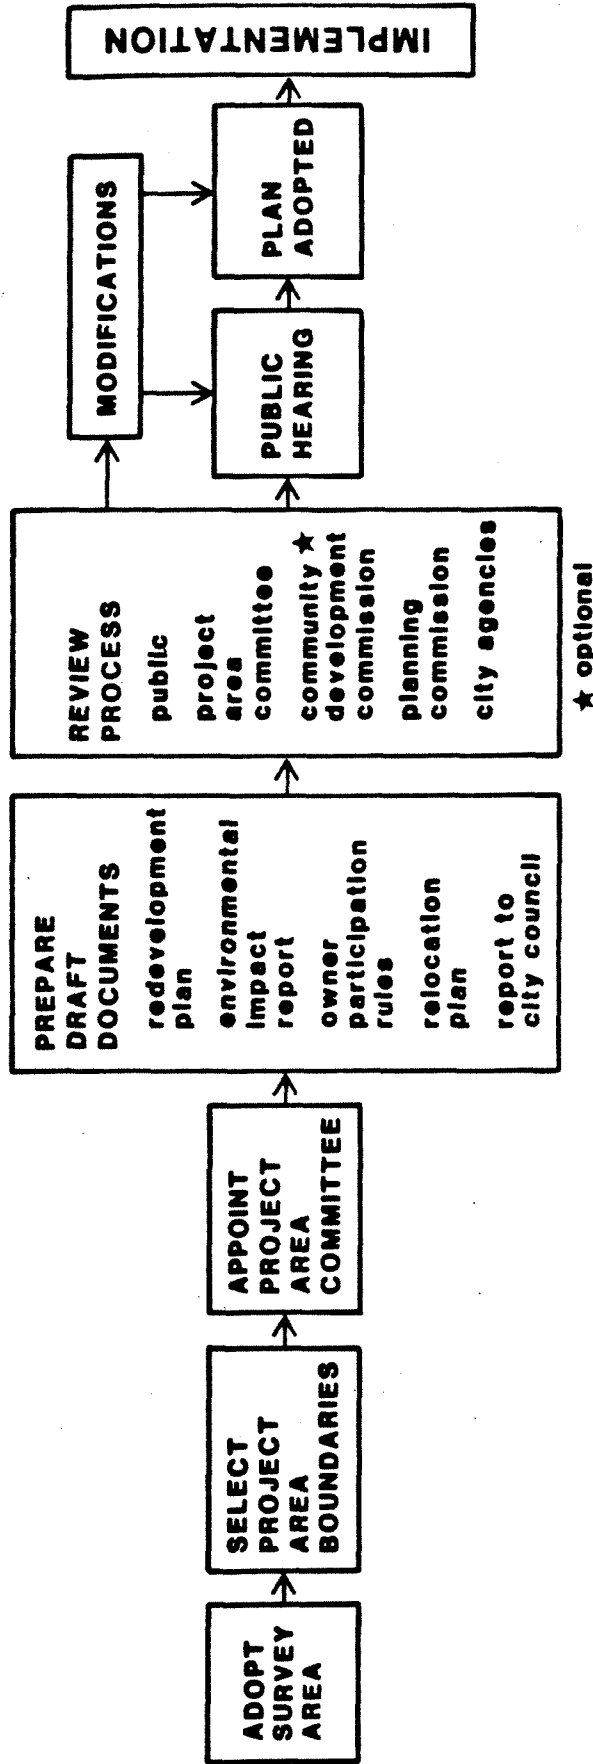 ADOPT
SURVEY
AREA
SELECT
PROJECT
AREA
BOUNDARIES
APPOINT
PROJECT
AREA
COMMITTEE
PREPARE
DRAFT
DOCUMENTS
redevelopment
plan
environmental
impact
report
owner
participation
rules
relocation
plan
report to
city council
REVIEW
PROCESS
public
project
area
committee
community ★
development
commission
planning
commission
city agencies
★ optional
MODIFICATIONS
PUBLIC
HEARING
PLAN
ADOPTED
IMPLEMENTATION